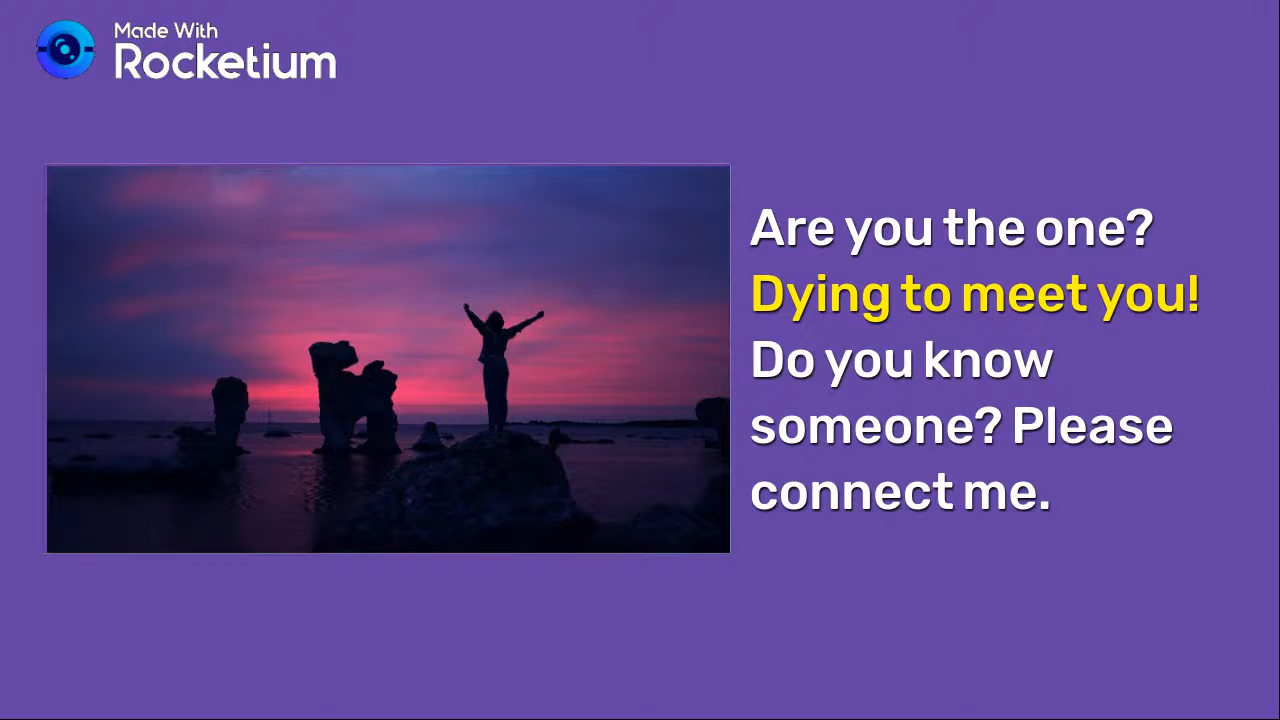 Made With
Rocketium
Are you the one?
Dying to meet you!
Do you know
someone? Please
connect me.